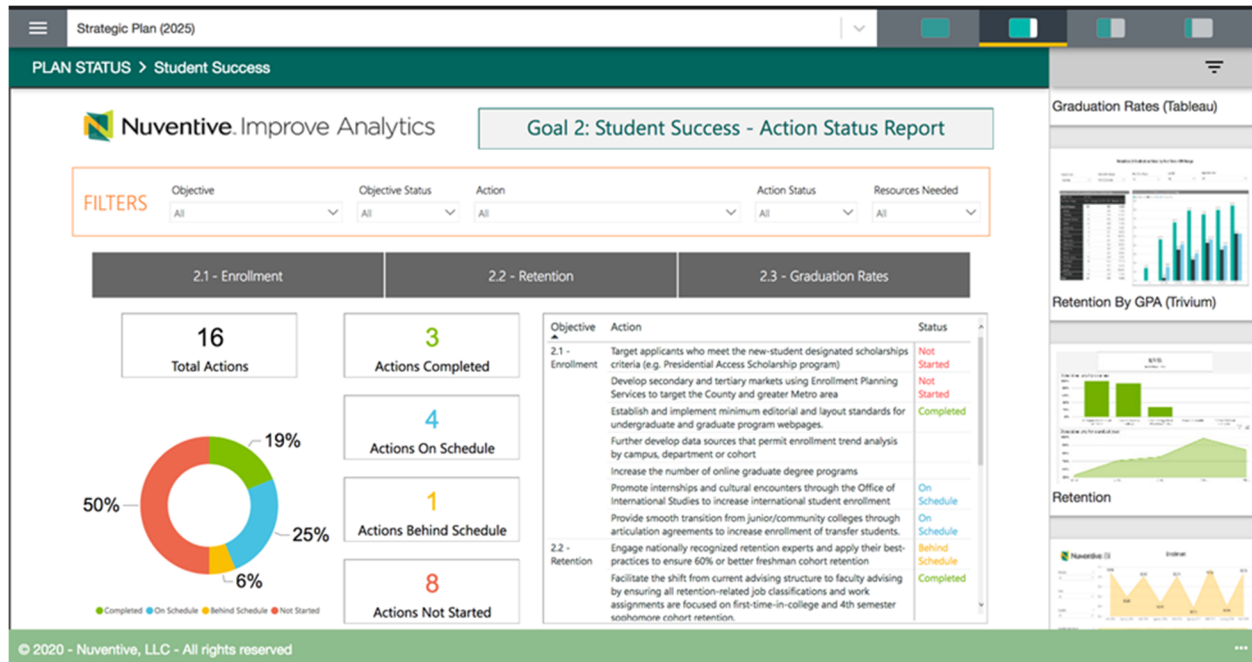 Strategic Plan (2025)
PLAN STATUS > Student Success
Nuventive. Improve Analytics
Goal 2: Student Success - Action Status Report
FILTERS
Objective
All
Objective Status
All
Action
All
Action Status
All
Resources Needed
All
2.1 - Enrollment
2.2 - Retention
2.3 - Graduation Rates
16
Total Actions
3
Actions Completed
4
Actions On Schedule
1
Actions Behind Schedule
8
Actions Not Started
19%
25%
6%
50%
Completed On Schedule Behind Schedule Not Started
Objective Action Status
2.1 -
Enrollment
Target applicants who meet the new-student designated scholarships
criteria (e.g. Presidential Access Scholarship program)
Not
Started
Develop secondary and tertiary markets using Enrollment Planning
Services to target the County and greater Metro area
Not
Started
Establish and implement minimum editorial and layout standards for
undergraduate and graduate program webpages.
Completed
Further develop data sources that permit enrollment trend analysis
by campus, department or cohort
Increase the number of online graduate degree programs
Promote internships and cultural encounters through the Office of
International Studies to increase international student enrollment
On
Schedule
Provide smooth transition from junior/community colleges through
articulation agreements to increase enrollment of transfer students.
On
Schedule
2.2 -
Retention
Engage nationally recognized retention experts and apply their best-
practices to ensure 60% or better freshman cohort retention
Behind
Schedule
Facilitate the shift from current advising structure to faculty advising
by ensuring all retention-related job classifications and work
assignments are focused on first-time-in-college and 4th semester
sophomore cohort retention.
Completed
Graduation Rates (Tableau)
Retention By GPA (Trivium)
Retention
Nuventive
Enrollment
© 2020 - Nuventive, LLC - All rights reserved